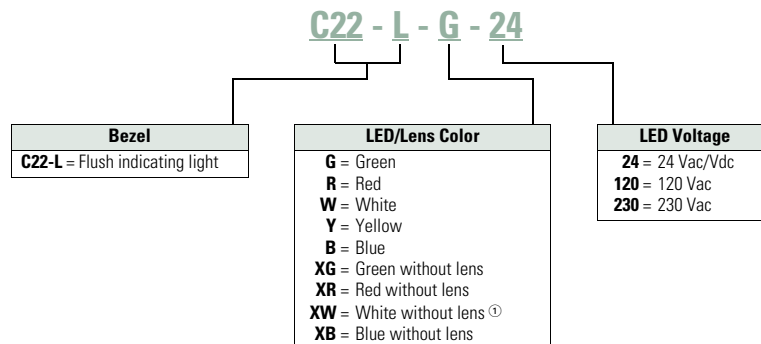 C22 - L - G - 24
Bezel
C22-L = Flush indicating light
LED/Lens Color
G = Green
R = Red
W = White
Y = Yellow
B = Blue
XG = Green without lens
XR = Red without lens
XW = White without lens ①
XB = Blue without lens
LED Voltage
24 = 24 Vac/Vdc
120 = 120 Vac
230 = 230 Vac